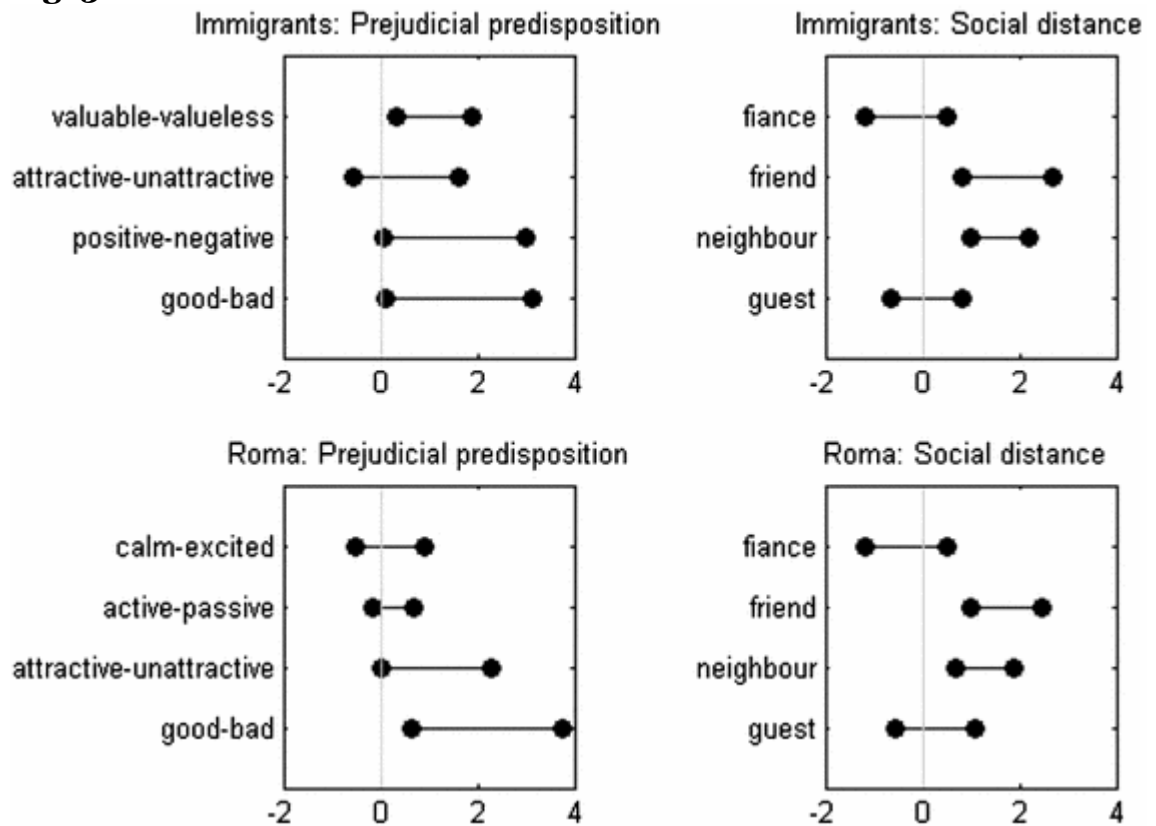 Immigrants: Prejudicial predisposition
valuable-valueless
attractive-unattractive
positive-negative
good-bad
-2 0 2 4
Immigrants: Social distance
fiance
friend
neighbour
guest
-2 0 2 4
Roma: Prejudicial predisposition
calm-excited
active-passive
attractive-unattractive
good-bad
-2 0 2 4
Roma: Social distance
fiance
friend
neighbour
guest
-2 0 2 4